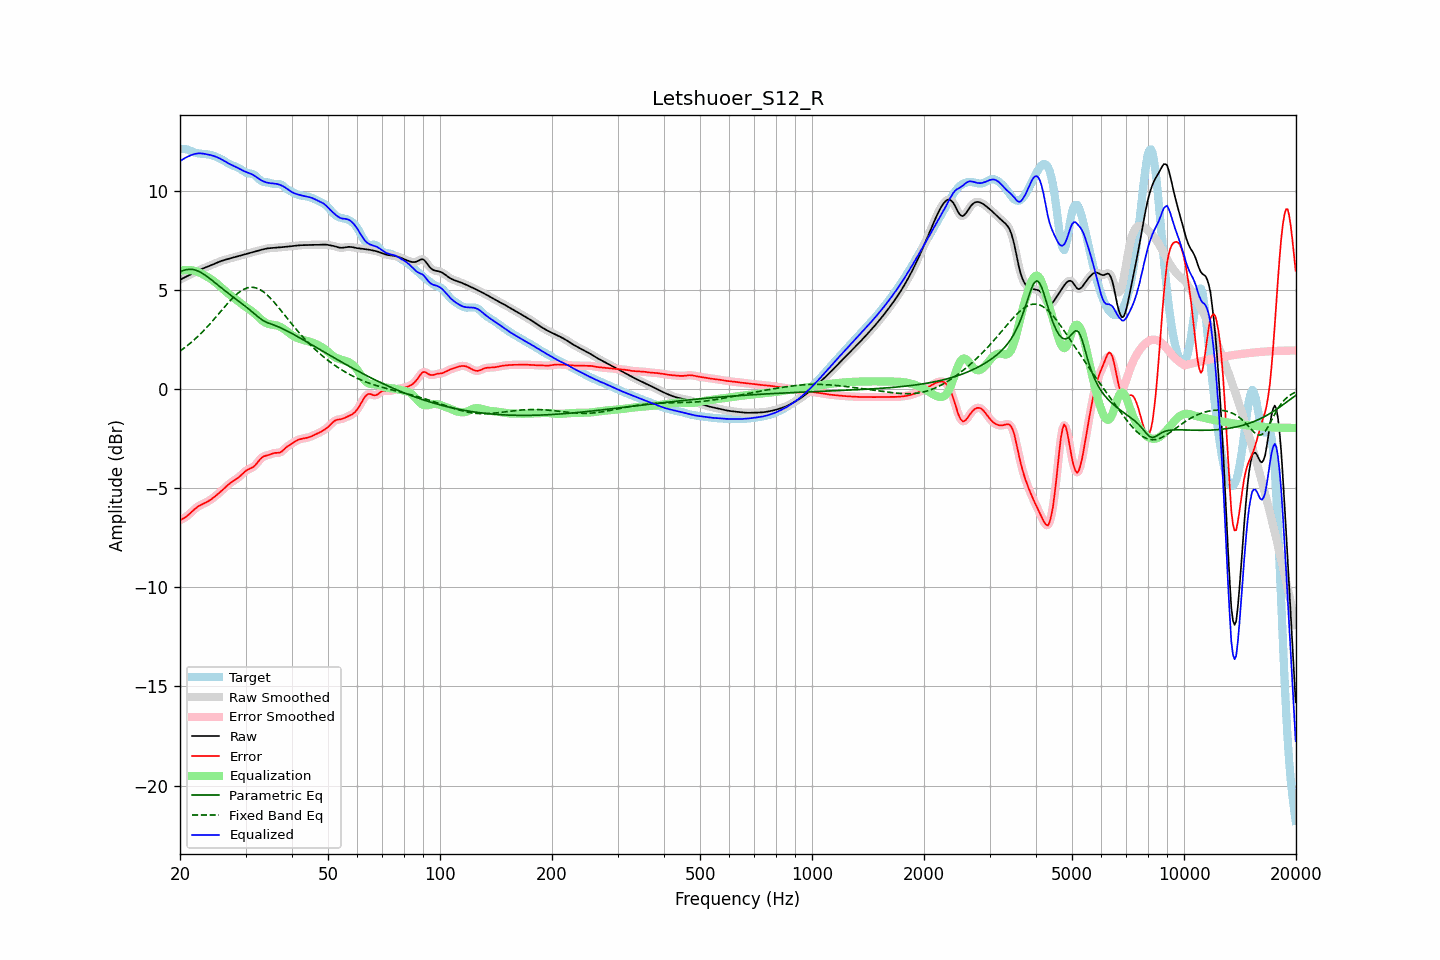 Letshuoer_S12_R
Amplitude (dBr)
10
5
0
−5
−10
−15
−20
Target
Raw Smoothed
Error Smoothed
Raw
Error
Equalization
Parametric Eq
Fixed Band Eq
Equalized
20 50 100 200 500 1000 2000 5000 10000 20000
Frequency (Hz)